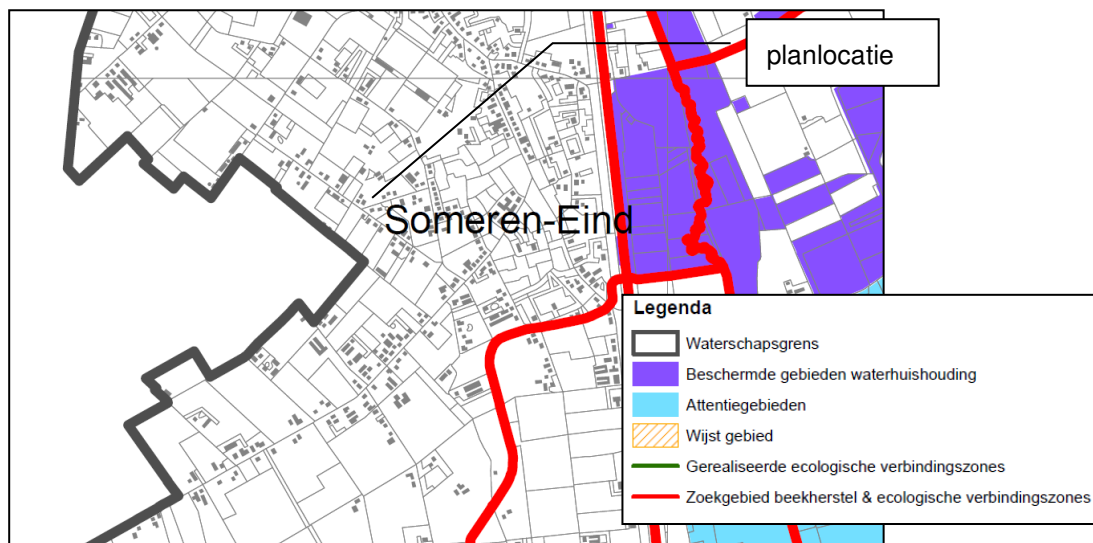 planlocatie
Someren-Eind
Legenda
Waterschapsgrens
Beschermde gebieden waterhuishouding
Attentiegebieden
Wijst gebied
Gerealiseerde ecologische verbindingszones
Zoekgebied beekherstel & ecologische verbindingszones